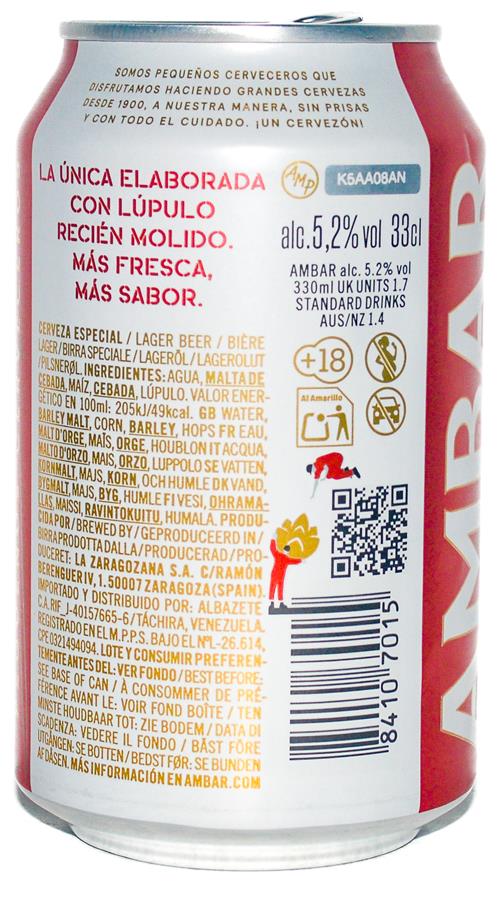 SOMOS PEQUEÑOS CERVECEROS QUE
DISFRUTAMOS HACIENDO GRANDES CERVEZAS
DESDE 1900, A NUESTRA MANERA, SIN PRISAS
Y CON TODO EL CUIDADO. ¡UN CERVEZÓN!
LA ÚNICA ELABORADA
CON LÚPULO
RECIÉN MOLIDO.
MÁS FRESCA,
MÁS SABOR.
AMP
K5AA08AN
alc.5,2%vol 33cl
AMBAR alc. 5.2% vol
330ml UK UNITS 1.7
STANDARD DRINKS
AUS/NZ 1.4
+18
Al Amarillo
CERVEZA ESPECIAL / LAGER BEER / BIÈRE
LAGER/BIRRA SPECIALE/LAGERÖL/LAGEROLUT
/PILSNERØL. INGREDIENTES: AGUA, MALTA DE
CEBADA, MAÍZ, CEBADA, LÚPULO. VALOR ENER-
GÉTICO EN 100ml: 205kJ/49kcal. GB WATER,
BARLEY MALT, CORN, BARLEY, HOPS FR EAU,
MALT D'ORGE, MAÏS, ORGE, HOUBLON IT ACQUA,
MALTO D'ORZO, MAIS, ORZO, LUPPOLO SE VATTEN,
KORNMALT, MAJS, KORN, OCH HUMLE DK VAND,
BYGMALT, MAJS, BYG, HUMLE FI VESI, OHRAMA-
LLAS, MAISSI, RAVINTOKUITU, HUMALA. PRODU-
CIDA POR/BREWED BY/GEPRODUCEERD IN/
BIRRA PRODOTTA DALLA/PRODUCERAD/PRO-
DUCERET: LA ZARAGOZANA S.A. C/RAMÓN
BERENGUER IV, 1.50007 ZARAGOZA (SPAIN).
IMPORTADO Y DISTRIBUIDO POR: ALBAZETE
C.A. RIF_J-40157665-6/TÁCHIRA, VENEZUELA.
REGISTRADO EN EL M.P.P.S. BAJO EL Nº L-26.614,
CPE 0321494094. LOTE Y CONSUMIR PREFEREN-
TEMENTE ANTES DEL: VER FONDO/BEST BEFORE:
SEE BASE OF CAN / À CONSOMMER DE PRÉ-
FÉRENCE AVANT LE: VOIR FOND BOÎTE / TEN
MINSTE HOUDBAAR TOT: ZIE BODEM / DATA DI
SCADENZA: VEDERE IL FONDO / BÄST FÖRE
UTGÅNGEN: SE BOTTEN/BEDST FØR: SE BUNDEN
AF DÅSEN. MÁS INFORMACIÓN EN AMBAR.COM
8410 7015
AMBAR